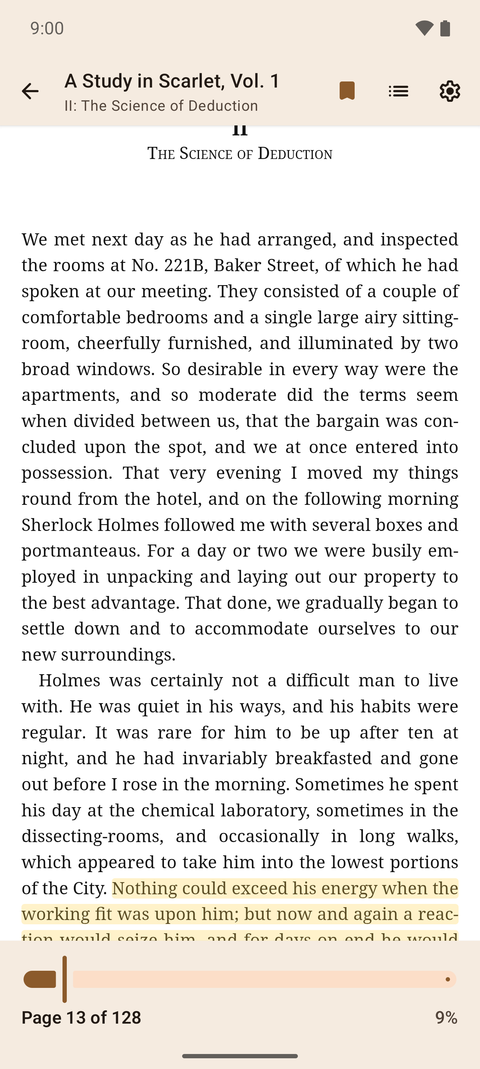 9:00
A Study in Scarlet, Vol. 1
II: The Science of Deduction
II
The Science of Deduction
We met next day as he had arranged, and inspected
the rooms at No. 221B, Baker Street, of which he had
spoken at our meeting. They consisted of a couple of
comfortable bedrooms and a single large airy sitting-
room, cheerfully furnished, and illuminated by two
broad windows. So desirable in every way were the
apartments, and so moderate did the terms seem
when divided between us, that the bargain was con-
cluded upon the spot, and we at once entered into
possession. That very evening I moved my things
round from the hotel, and on the following morning
Sherlock Holmes followed me with several boxes and
portmanteaus. For a day or two we were busily em-
ployed in unpacking and laying out our property to
the best advantage. That done, we gradually began to
settle down and to accommodate ourselves to our
new surroundings.
Holmes was certainly not a difficult man to live
with. He was quiet in his ways, and his habits were
regular. It was rare for him to be up after ten at
night, and he had invariably breakfasted and gone
out before I rose in the morning. Sometimes he spent
his day at the chemical laboratory, sometimes in the
dissecting-rooms, and occasionally in long walks,
which appeared to take him into the lowest portions
of the City. Nothing could exceed his energy when the
working fit was upon him; but now and again a reac-
tion would seize him, and for days on end he would
Page 13 of 128
9%